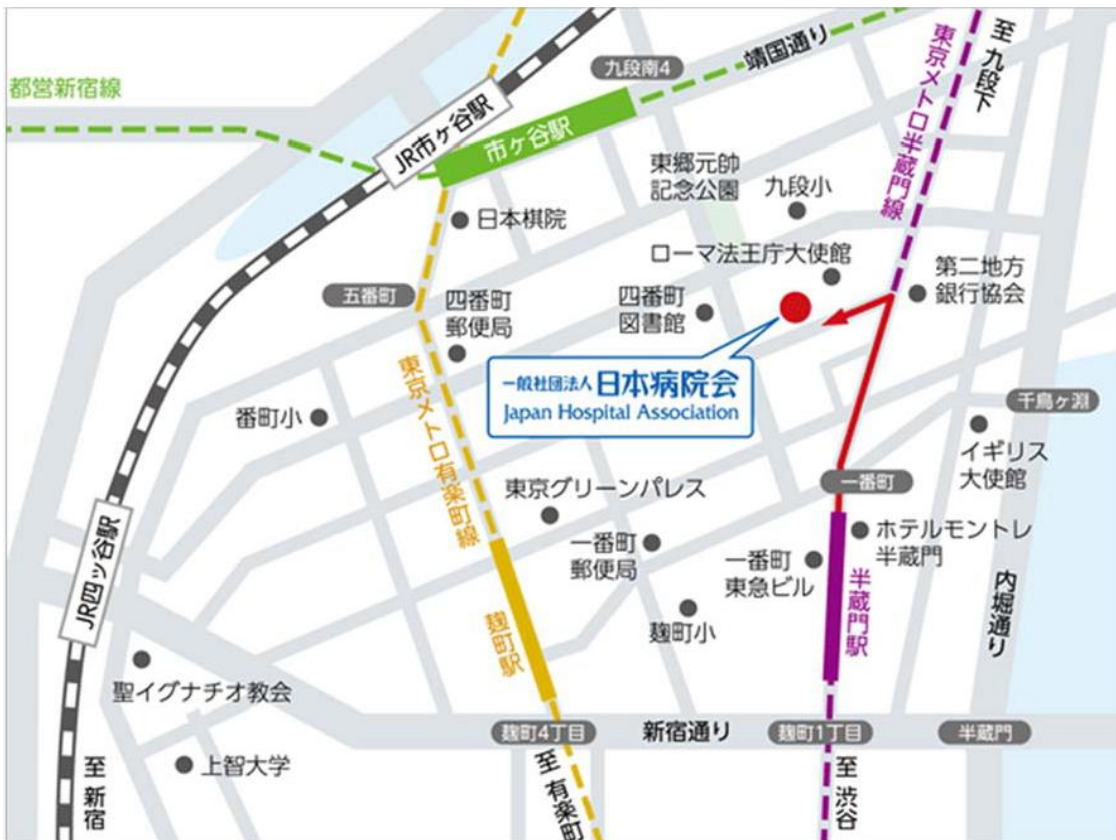 都営新宿線
JR市ヶ谷駅
市ヶ谷駅
九段南4
靖国通り
東京メトロ半蔵門線
至 九段下
東郷元帥
記念公園
九段小
日本棋院
ローマ法王庁大使館
第二地方
銀行協会
五番町
四番町
郵便局
四番町
図書館
一般社団法人 日本病院会
Japan Hospital Association
千鳥ヶ淵
番町小
東京メトロ有楽町線
イギリス
大使館
一番町
東京グリーンパレス
ホテルモントレ
半蔵門
一番町
郵便局
一番町
東急ビル
JR四ッ谷駅
麹町駅
麹町小
半蔵門駅
内堀通り
聖イグナチオ教会
麹町4丁目
新宿通り
麹町1丁目
半蔵門
上智大学
至 新宿
至 有楽町
至 渋谷